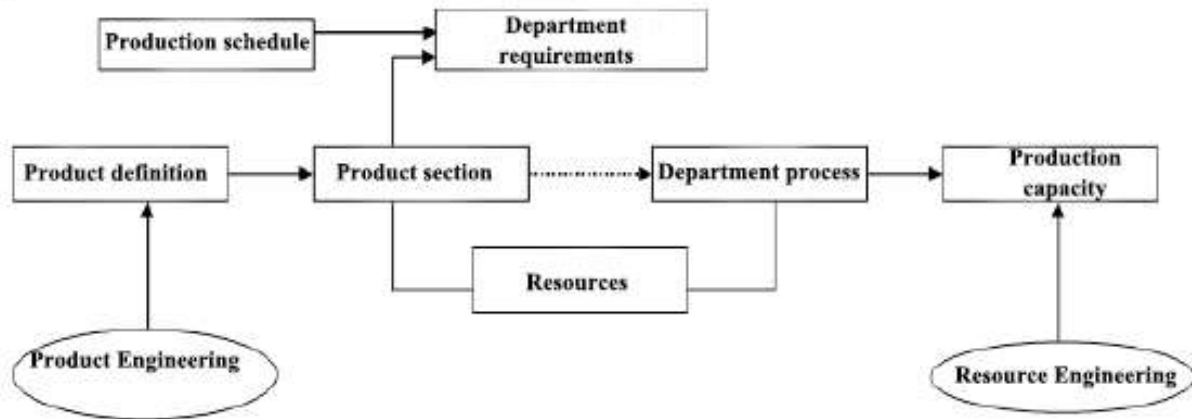 Production schedule
Department
requirements
Product definition
Product section
Department process
Production
capacity
Resources
Product Engineering
Resource Engineering